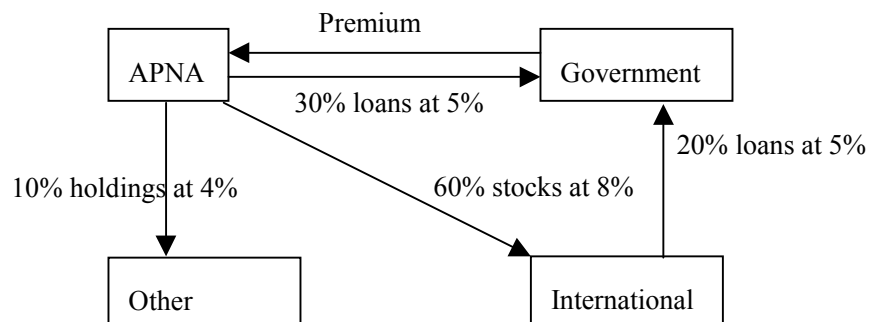 Premium
APNA
Government
30% loans at 5%
20% loans at 5%
10% holdings at 4%
60% stocks at 8%
Other
International